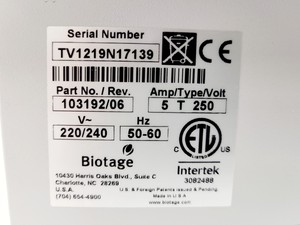 Serial Number
TV1219N17139
Part No. / Rev. Amp/Type/Volt
103192/06 5 T 250
V~ Hz
220/240 50-60
Biotage
ETL
Intertek
3082488
10430 Harris Oaks Blvd., Suite C
Charlotte, NC 28269
U.S.A.
(704) 654-4900
U.S. & Foreign Patents Issued & Pending
Made in U.S.A
www.biotage.com